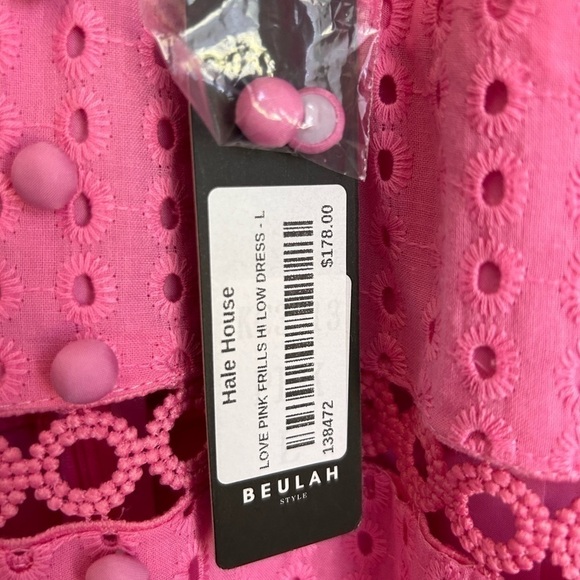 Hale House
LOVE PINK FRILLS HI LOW DRESS - L
138472
$178.00
BEULAH
STYLE